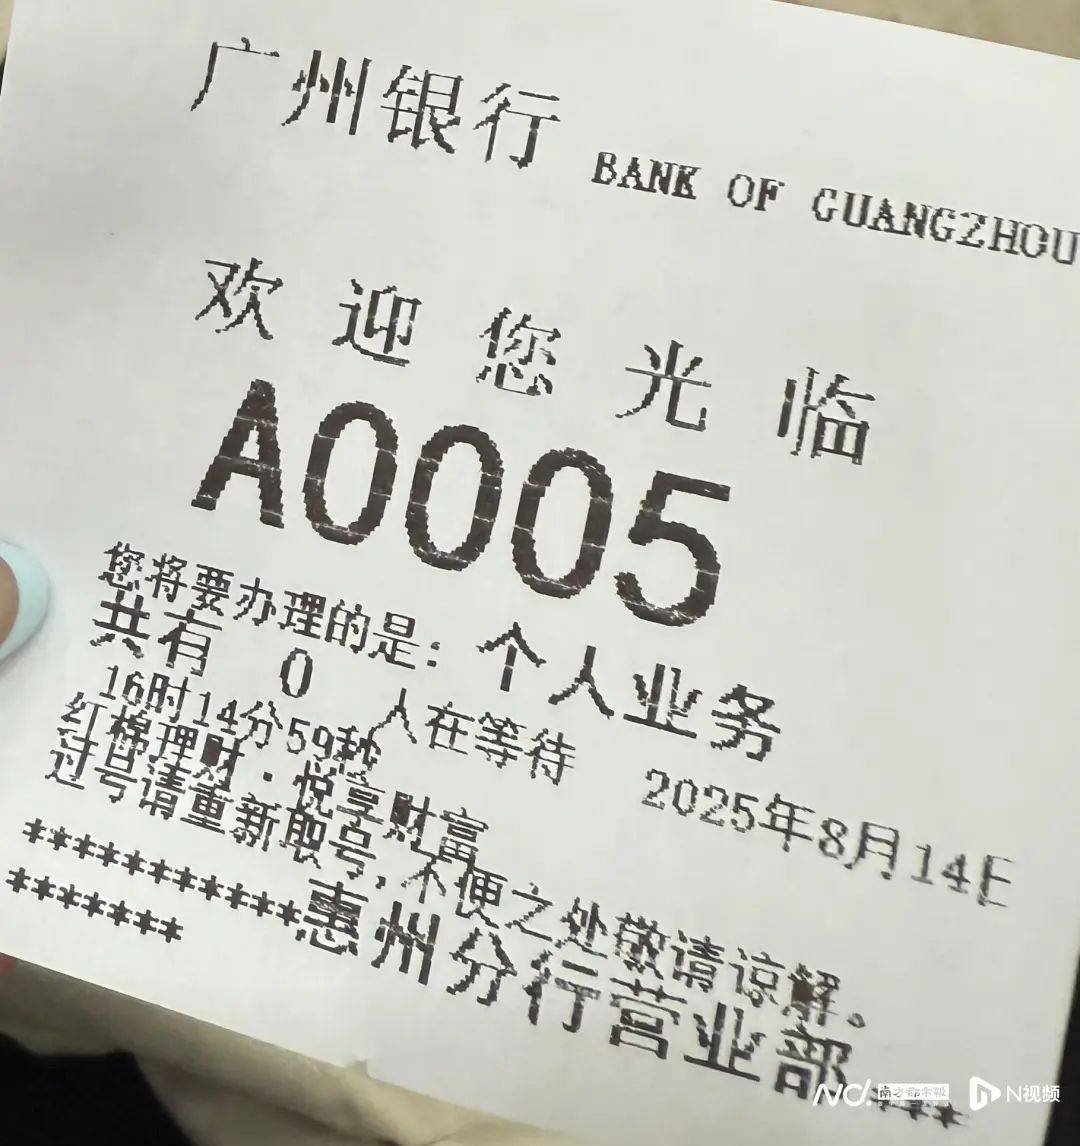 广州银行 BANK OF GUANGZHOU
欢迎您光临
A0005
您将要办理的是：个人业务
共有 0 人在等待
16时14分59秒 2025年8月14日
红棉理财·悦享财富
过号请重新取号,不便之处敬请谅解。
************惠州分行营业部***
*******
南方都市报 N视频